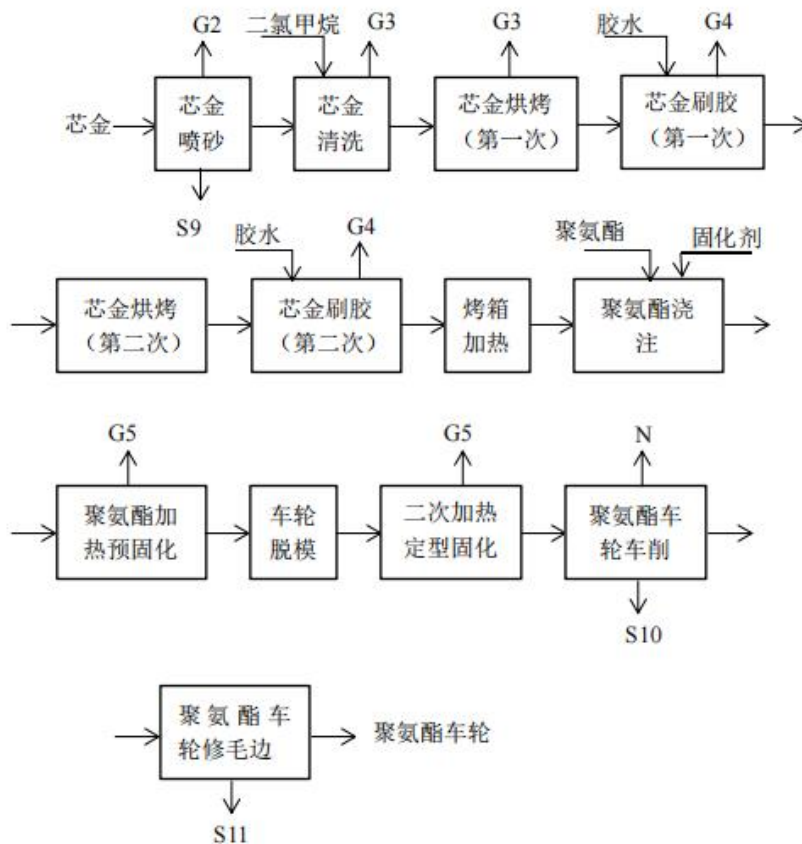 G2
二氯甲烷
G3
G3
胶水
G4
芯金
芯金
喷砂
芯金
清洗
芯金烘烤
（第一次）
芯金刷胶
（第一次）
S9
胶水
G4
聚氨酯
固化剂
芯金烘烤
（第二次）
芯金刷胶
（第二次）
烤箱
加热
聚氨酯浇
注
G5
G5
N
聚氨酯加
热预固化
车轮
脱模
二次加热
定型固化
聚氨酯车
轮车削
S10
聚氨酯车
轮修毛边
聚氨酯车轮
S11